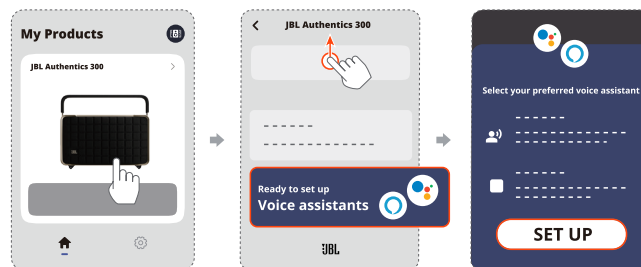 My Products
JBL Authentics 300
JBL
JBL Authentics 300
Ready to set up
Voice assistants
JBL
Select your preferred voice assistant
SET UP